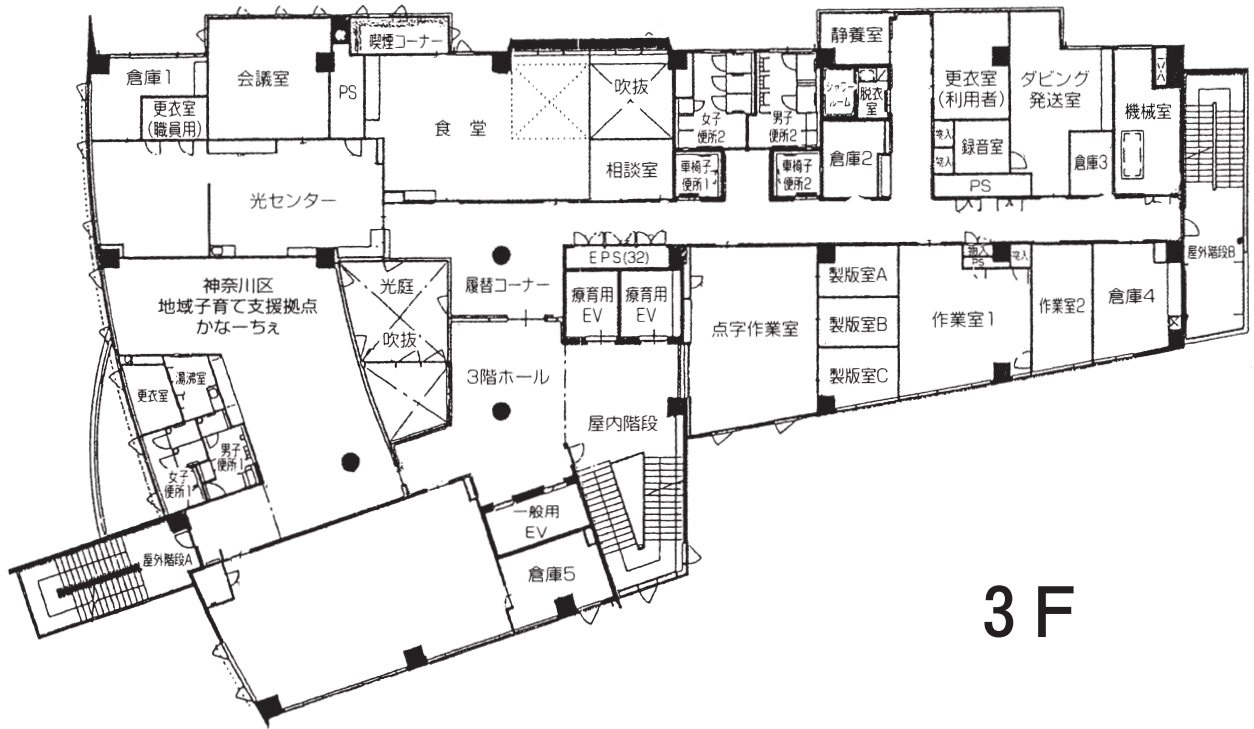 喫煙コーナー
静養室
倉庫1
会議室
PS
更衣室
(職員用)
食 堂
吹抜
女子
便所2
男子
便所2
シャワー
ルーム
脱衣
室
更衣室
(利用者)
ダビング
発送室
機械室
物入
物入
録音室
倉庫2
倉庫3
相談室
車椅子
便所1
車椅子
便所2
PS
光センター
EPS(32)
物入
PS
物入
屋外階段B
神奈川区
地域子育て支援拠点
かなーちぇ
光庭
吹抜
履替コーナー
療育用
EV
療育用
EV
点字作業室
製版室A
製版室B
製版室C
作業室1
作業室2
倉庫4
3階ホール
更衣室
湯沸室
屋内階段
男子
便所1
女子
便所1
一般用
EV
屋外階段A
倉庫5
3F